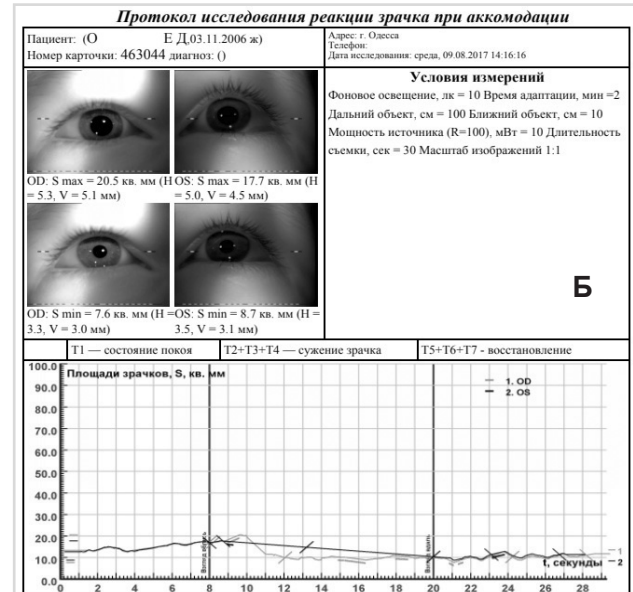 Протокол исследования реакции зрачка при аккомодации
Пациент: (О Е Д,03.11.2006 ж)
Номер карточки: 463044 диагноз: ()
Адрес: г. Одесса
Телефон:
Дата исследования: среда, 09.08.2017 14:16:16
OD: S max = 20.5 кв. мм (H
= 5.3, V = 5.1 мм)
OS: S max = 17.7 кв. мм (H
= 5.0, V = 4.5 мм)
OD: S min = 7.6 кв. мм (H =
3.3, V = 3.0 мм)
OS: S min = 8.7 кв. мм (H =
3.5, V = 3.1 мм)
Условия измерений
Фоновое освещение, лк = 10 Время адаптации, мин =2
Дальний объект, см = 100 Ближний объект, см = 10
Мощность источника (R=100), мВт = 10 Длительность
съемки, сек = 30 Масштаб изображений 1:1
Б
T1 — состояние покоя
T2+T3+T4 — сужение зрачка
T5+T6+T7 - восстановление
Площади зрачков, S, кв. мм
1. OD
2. OS
100.0
90.0
80.0
70.0
60.0
50.0
40.0
30.0
20.0
10.0
0.0
Взгляд вдаль
1
2
t, секунды
0 2 4 6 8 10 12 14 16 18 20 22 24 26 28